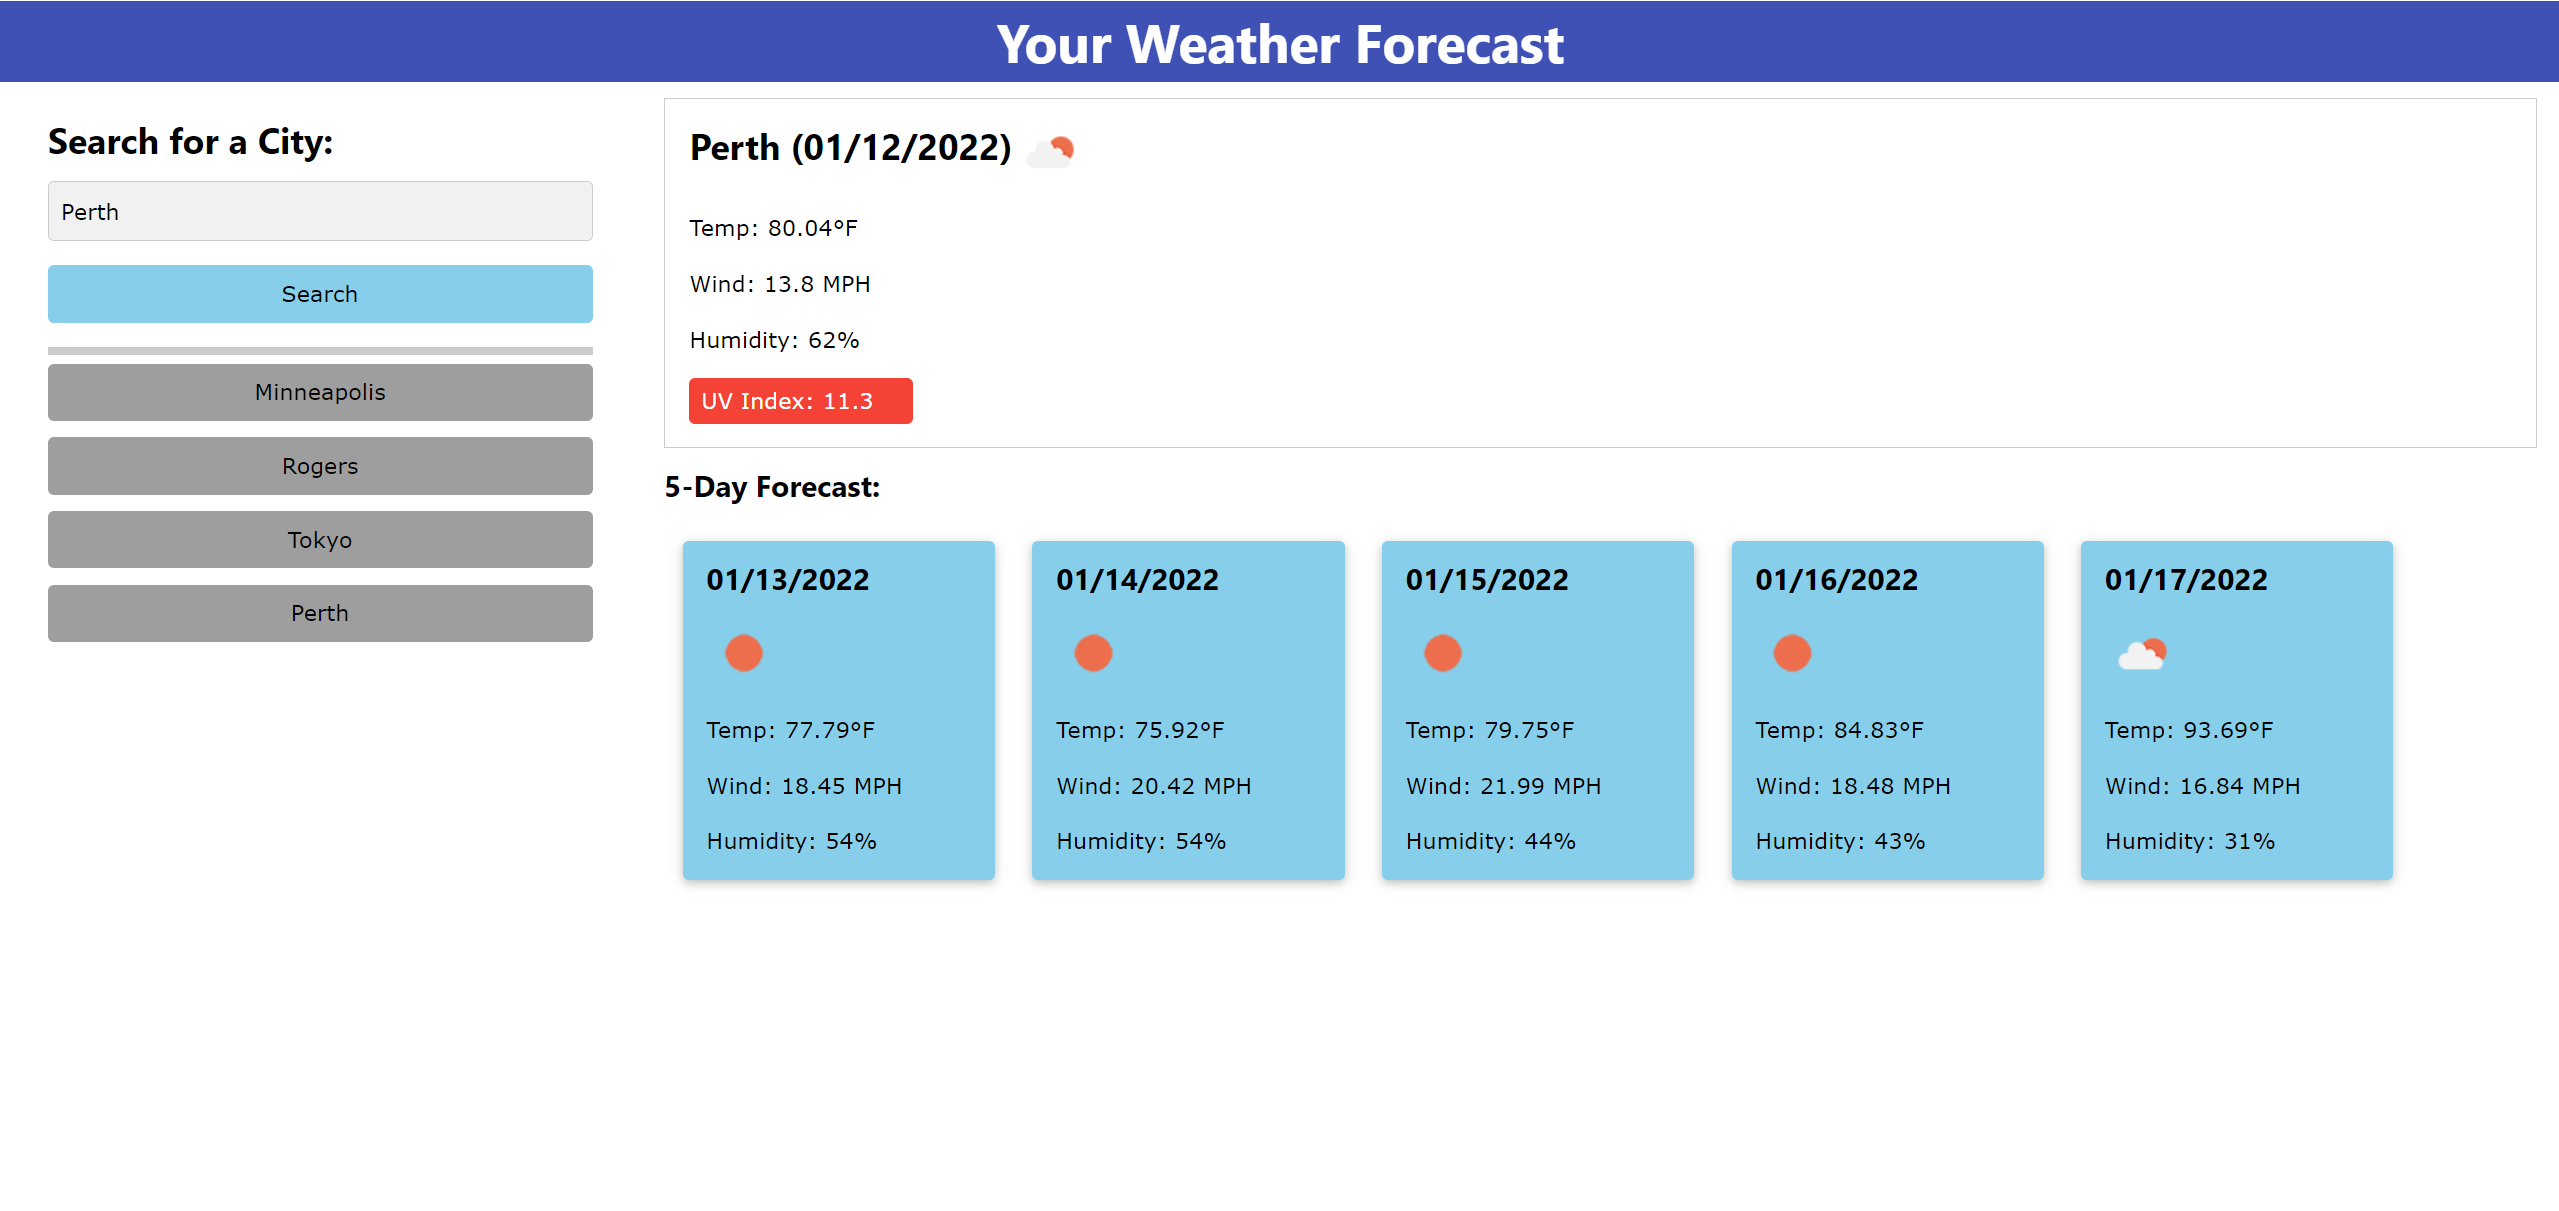 Your Weather Forecast
Search for a City:
Perth
Search
Minneapolis
Rogers
Tokyo
Perth
Perth (01/12/2022)
Temp: 80.04°F
Wind: 13.8 MPH
Humidity: 62%
UV Index: 11.3
5-Day Forecast:
01/13/2022
Temp: 77.79°F
Wind: 18.45 MPH
Humidity: 54%
01/14/2022
Temp: 75.92°F
Wind: 20.42 MPH
Humidity: 54%
01/15/2022
Temp: 79.75°F
Wind: 21.99 MPH
Humidity: 44%
01/16/2022
Temp: 84.83°F
Wind: 18.48 MPH
Humidity: 43%
01/17/2022
Temp: 93.69°F
Wind: 16.84 MPH
Humidity: 31%